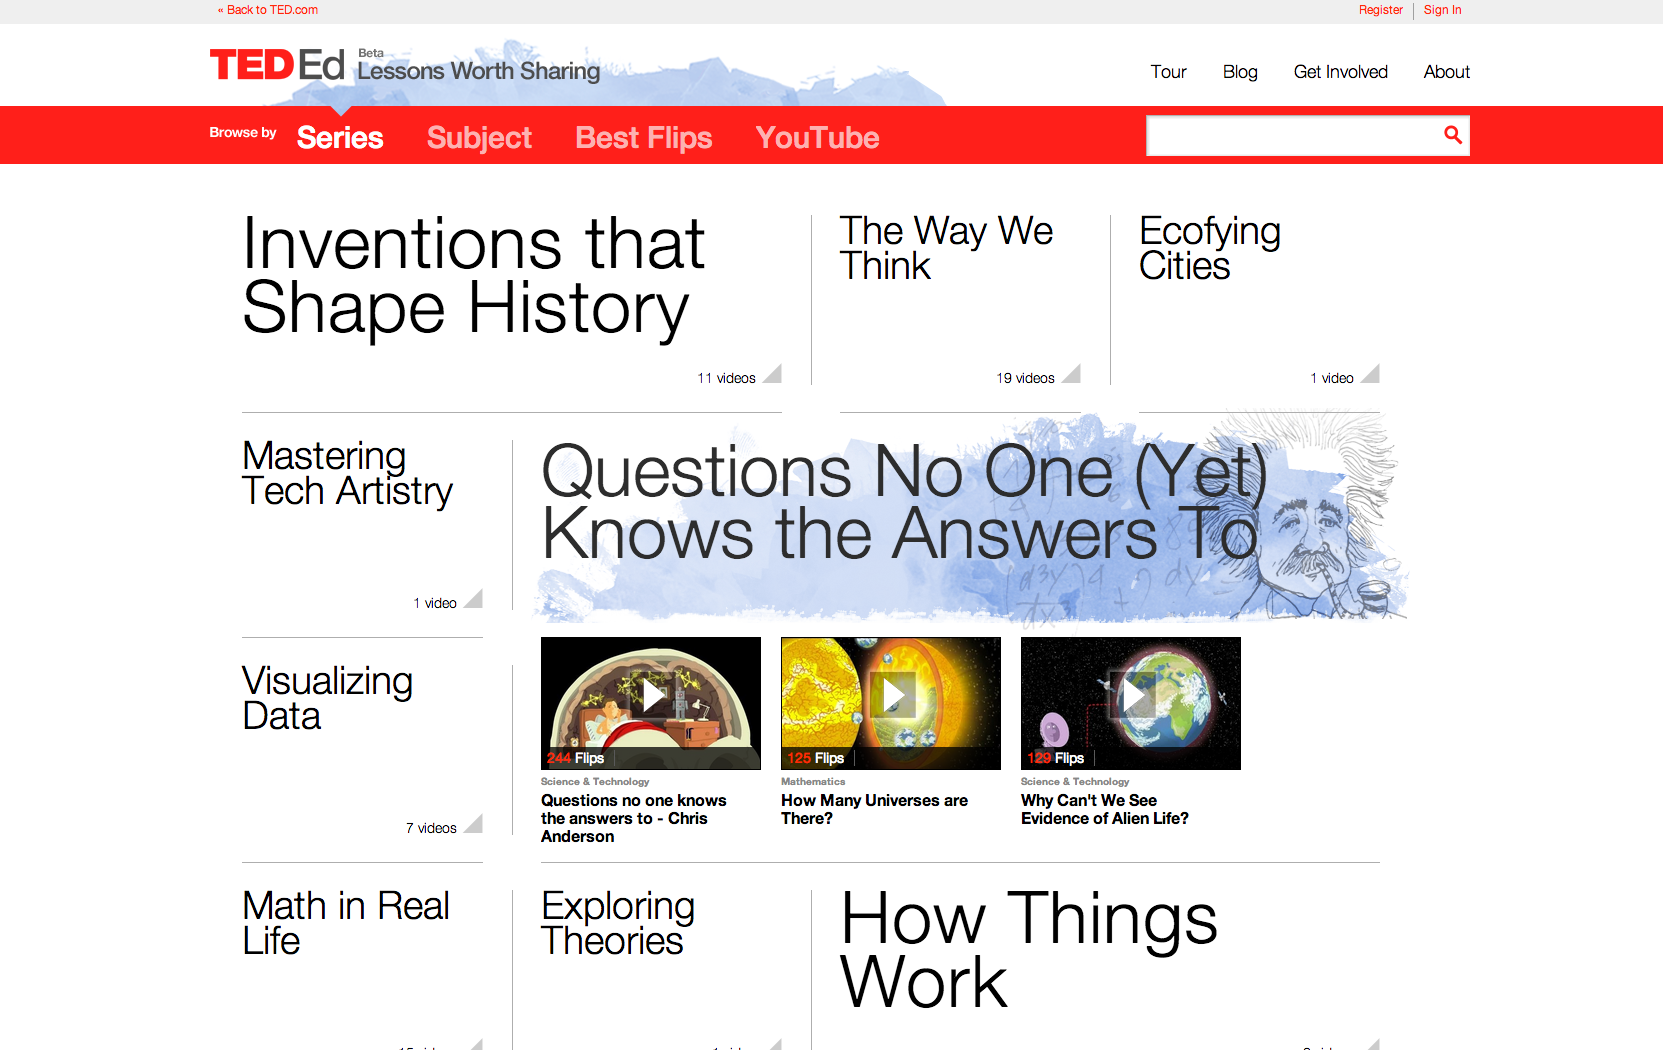 « Back to TED.com
Register
Sign In
TED Ed
Beta
Lessons Worth Sharing
Tour
Blog
Get Involved
About
Browse by
Series
Subject
Best Flips
YouTube
Inventions that
Shape History
11 videos
The Way We
Think
19 videos
Ecofying
Cities
1 video
Mastering
Tech Artistry
1 video
Questions No One (Yet)
Knows the Answers To
Visualizing
Data
7 videos
244 Flips
Science & Technology
Questions no one knows
the answers to - Chris
Anderson
125 Flips
Mathematics
How Many Universes are
There?
129 Flips
Science & Technology
Why Can't We See
Evidence of Alien Life?
Math in Real
Life
Exploring
Theories
How Things
Work